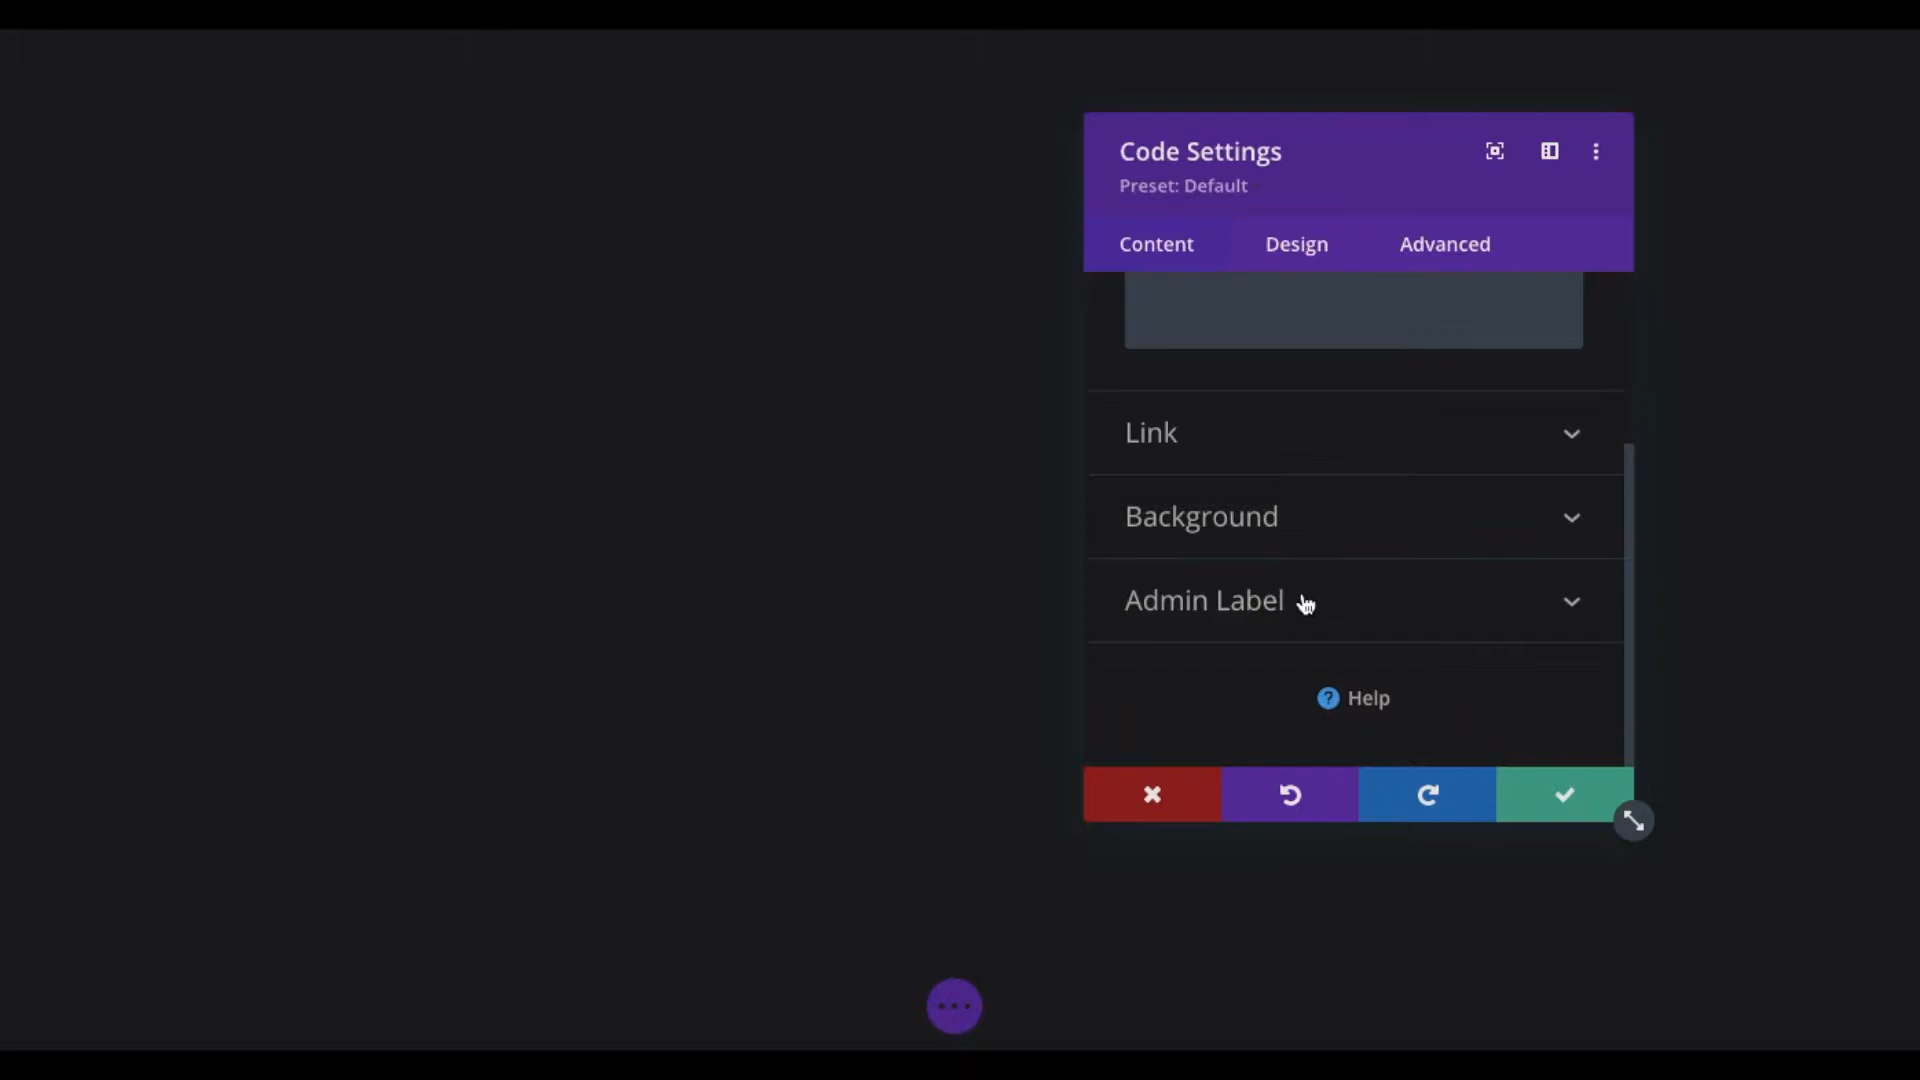 Code Settings
Preset: Default
Content Design Advanced
Link
Background
Admin Label
? Help